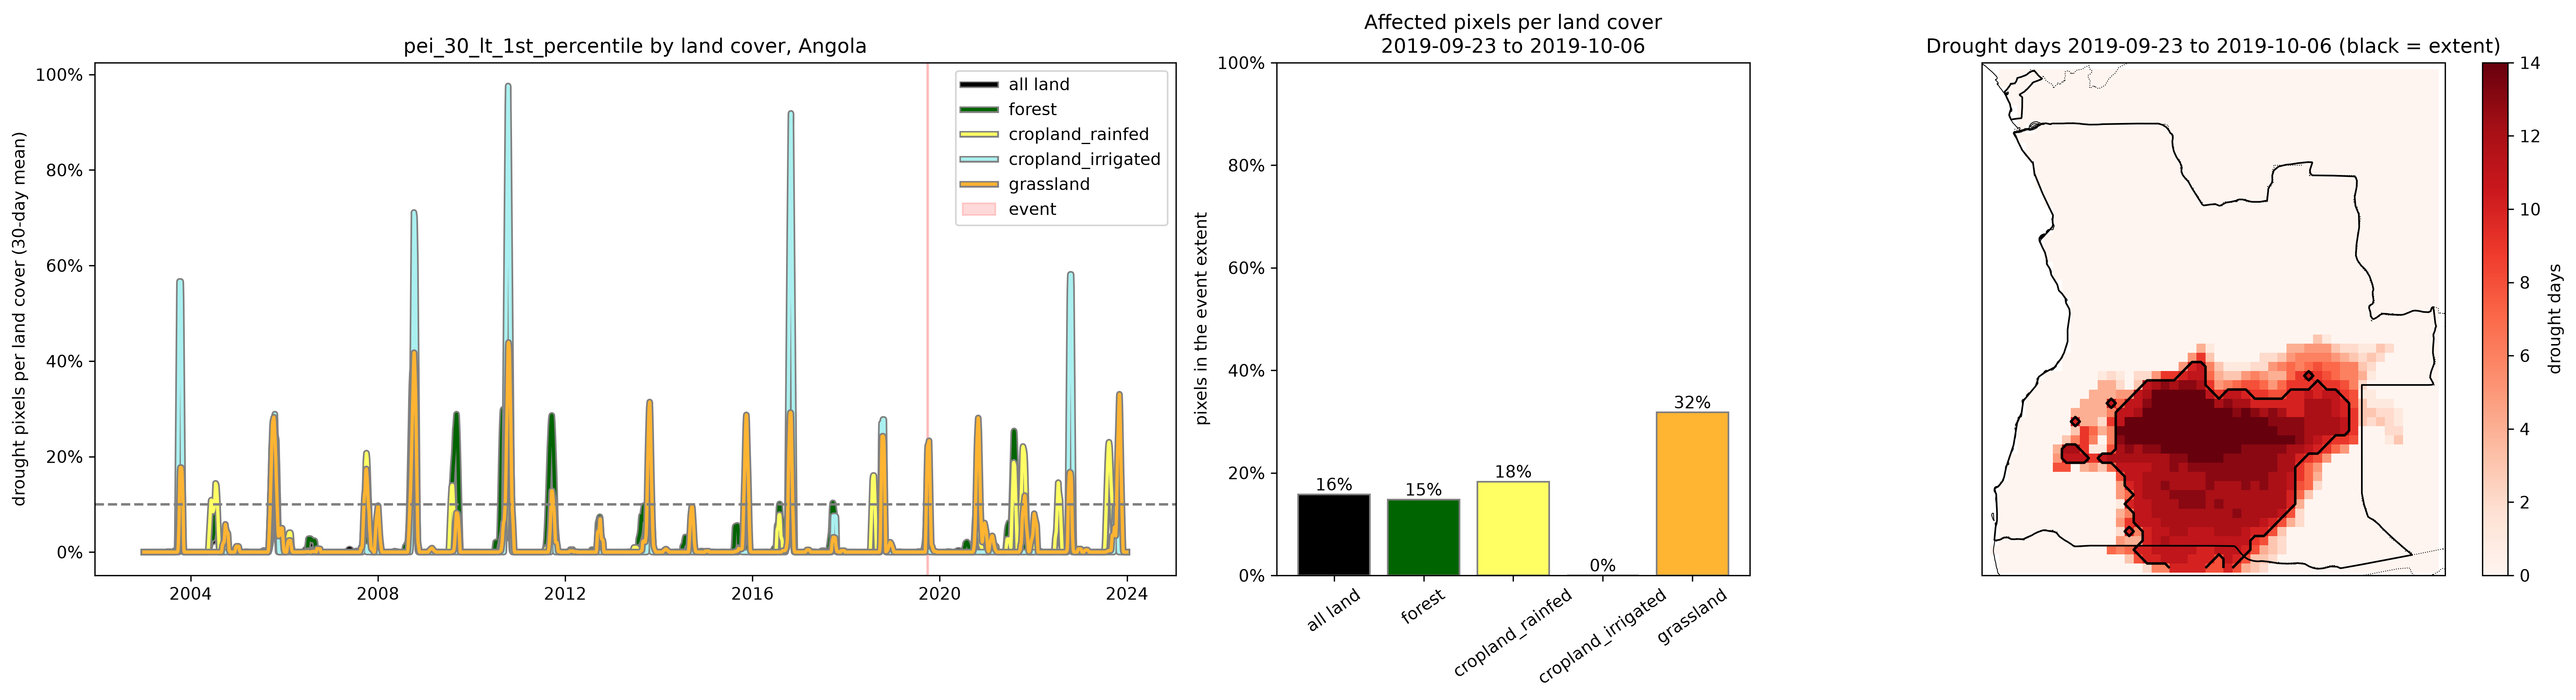 pei_30_lt_1st_percentile by land cover, Angola
drought pixels per land cover (30-day mean)
100%
80%
60%
40%
20%
0%
2004
2008
2012
2016
2020
2024
all land
forest
cropland_rainfed
cropland_irrigated
grassland
event
Affected pixels per land cover
2019-09-23 to 2019-10-06
pixels in the event extent
100%
80%
60%
40%
20%
0%
16%
15%
18%
0%
32%
all land
forest
cropland_rainfed
cropland_irrigated
grassland
Drought days 2019-09-23 to 2019-10-06 (black = extent)
14
12
10
8
6
4
2
0
drought days